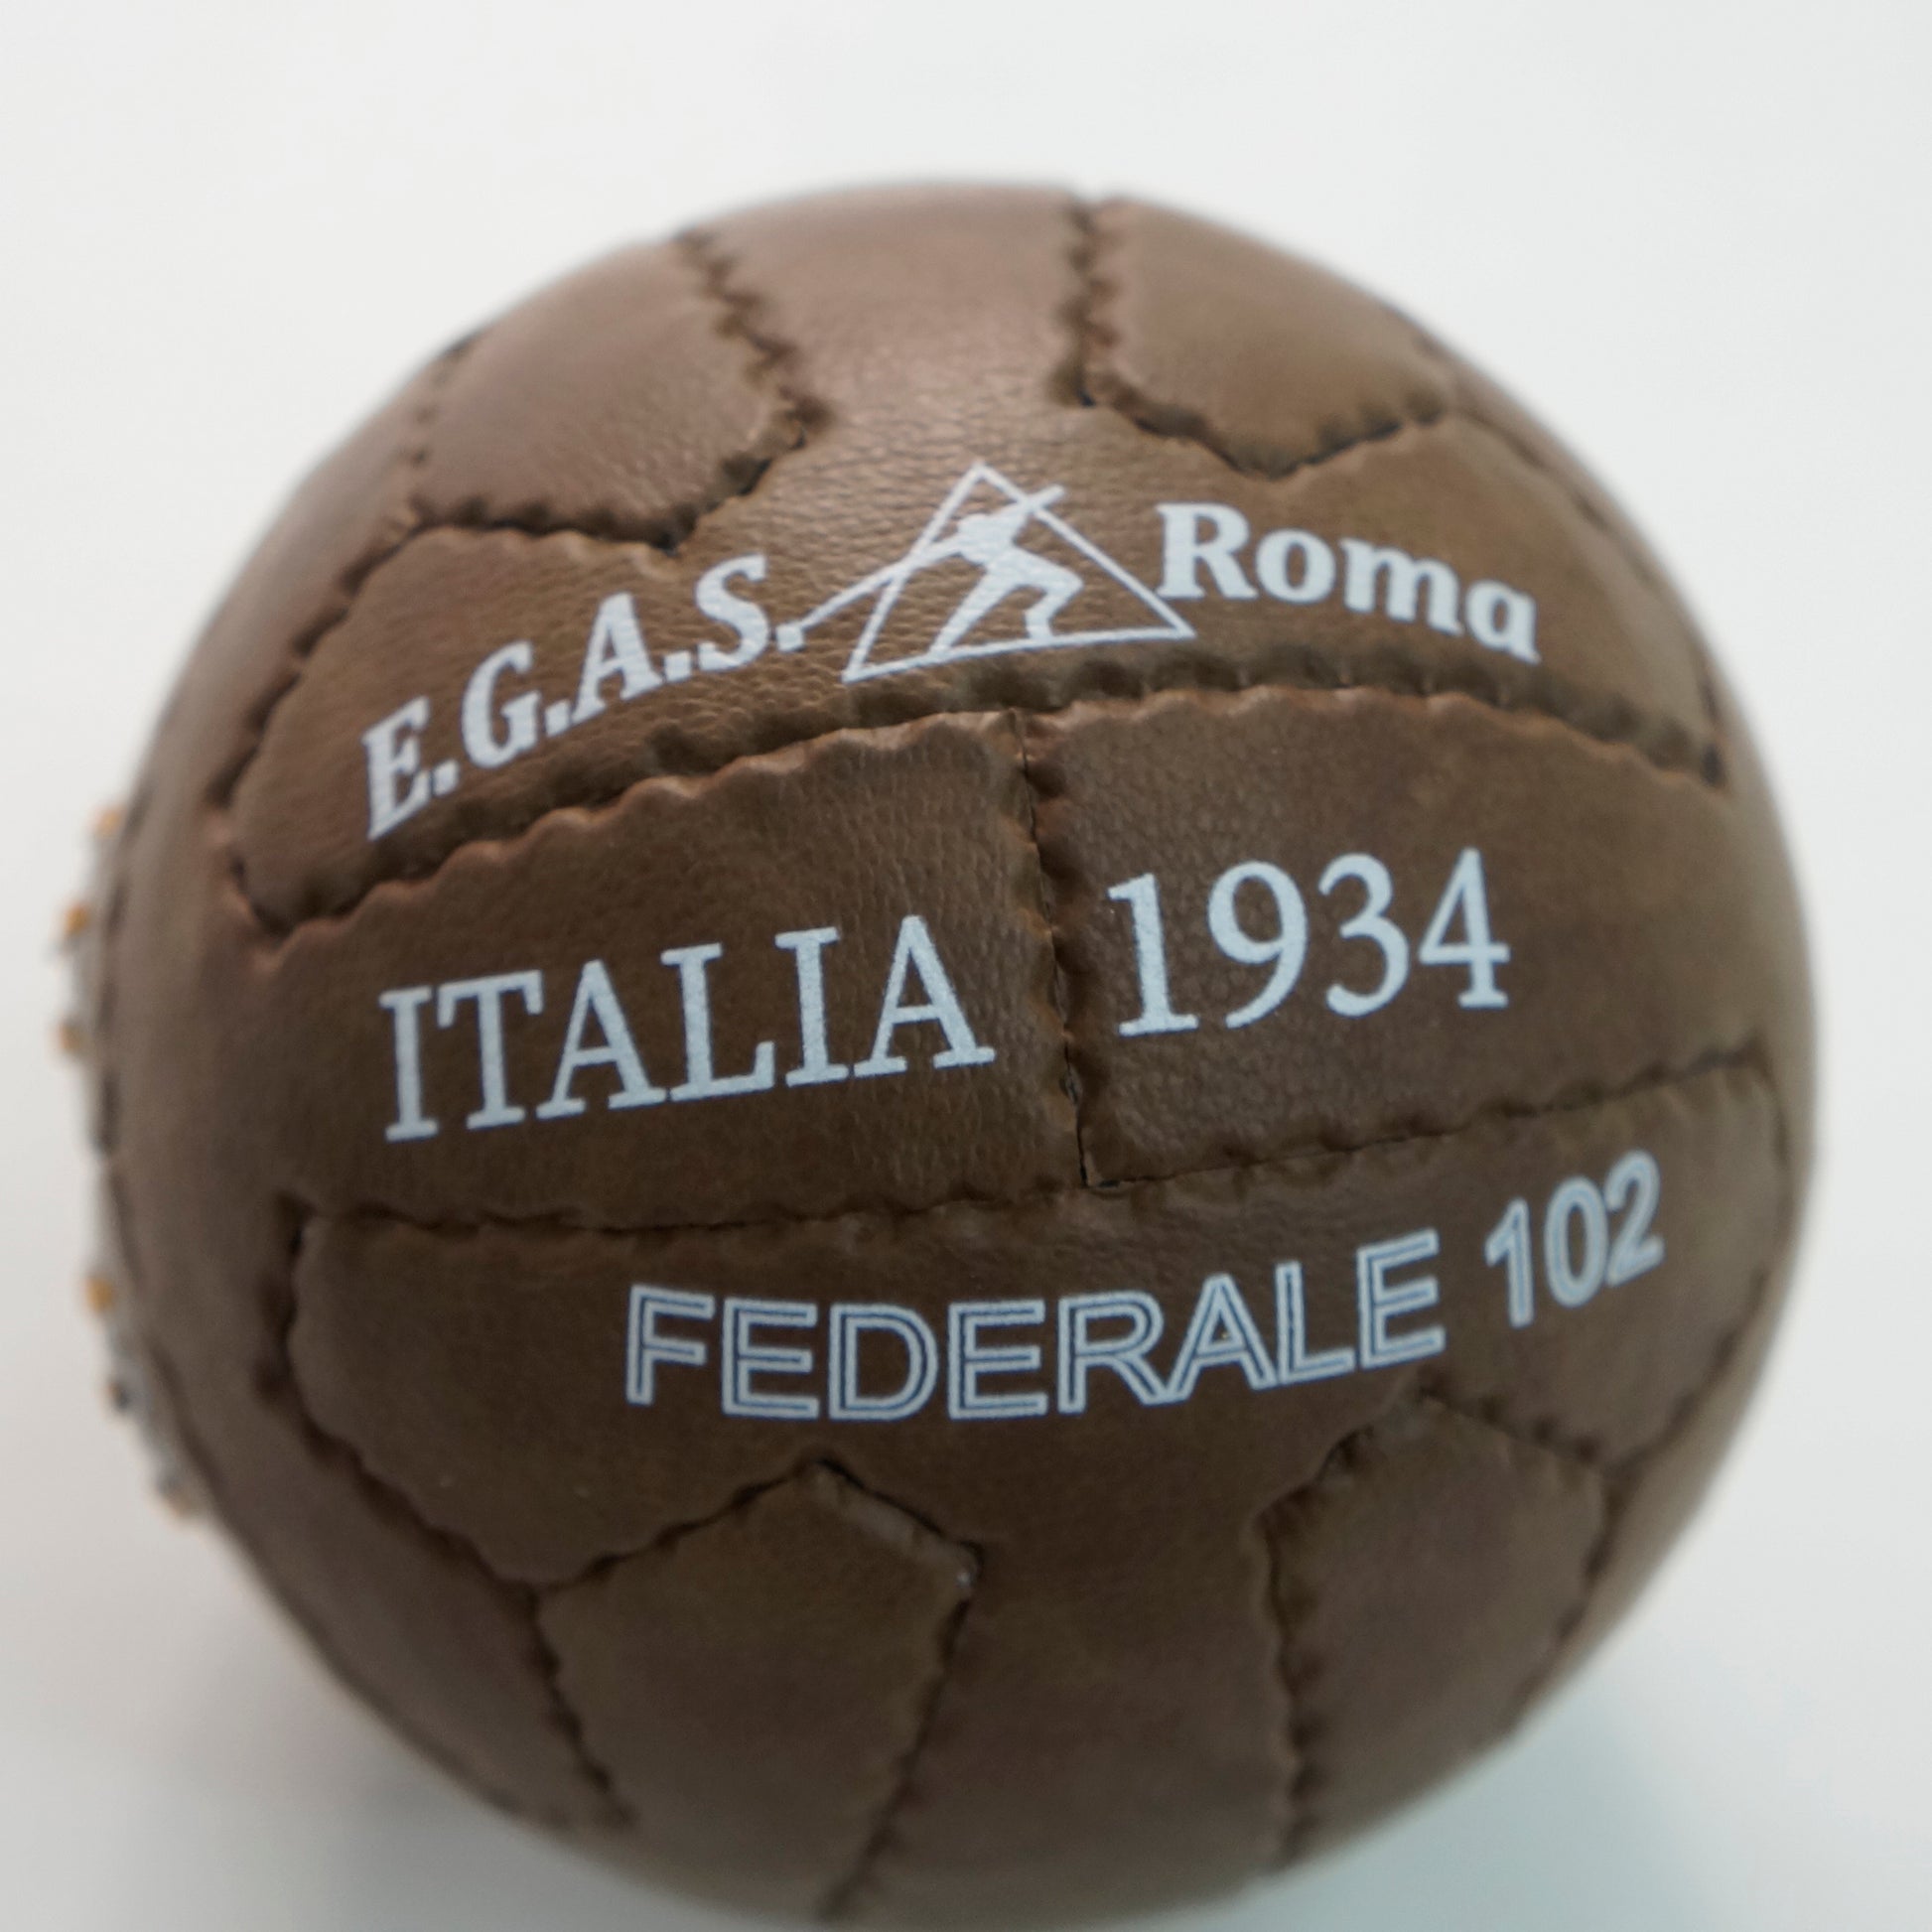 E.G.A.S. Roma
ITALIA 1934
FEDERALE 102